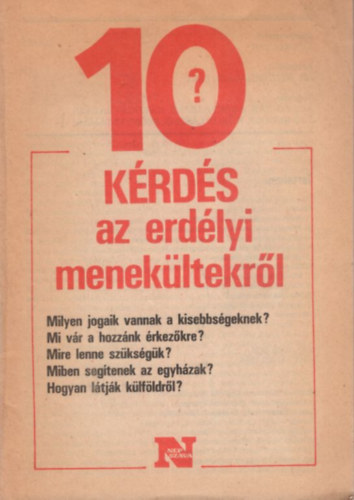 10
?
KÉRDÉS
az erdélyi
menekültekről
Milyen jogaik vannak a kisebbségeknek?
Mi vár a hozzánk érkezőkre?
Mire lenne szükségük?
Miben segítenek az egyházak?
Hogyan látják külföldről?
N